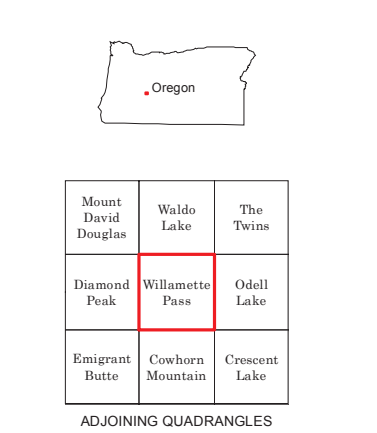 Oregon
Mount
David
Douglas
Waldo
Lake
The
Twins
Diamond
Peak
Willamette
Pass
Odell
Lake
Emigrant
Butte
Cowhorn
Mountain
Crescent
Lake
ADJOINING QUADRANGLES